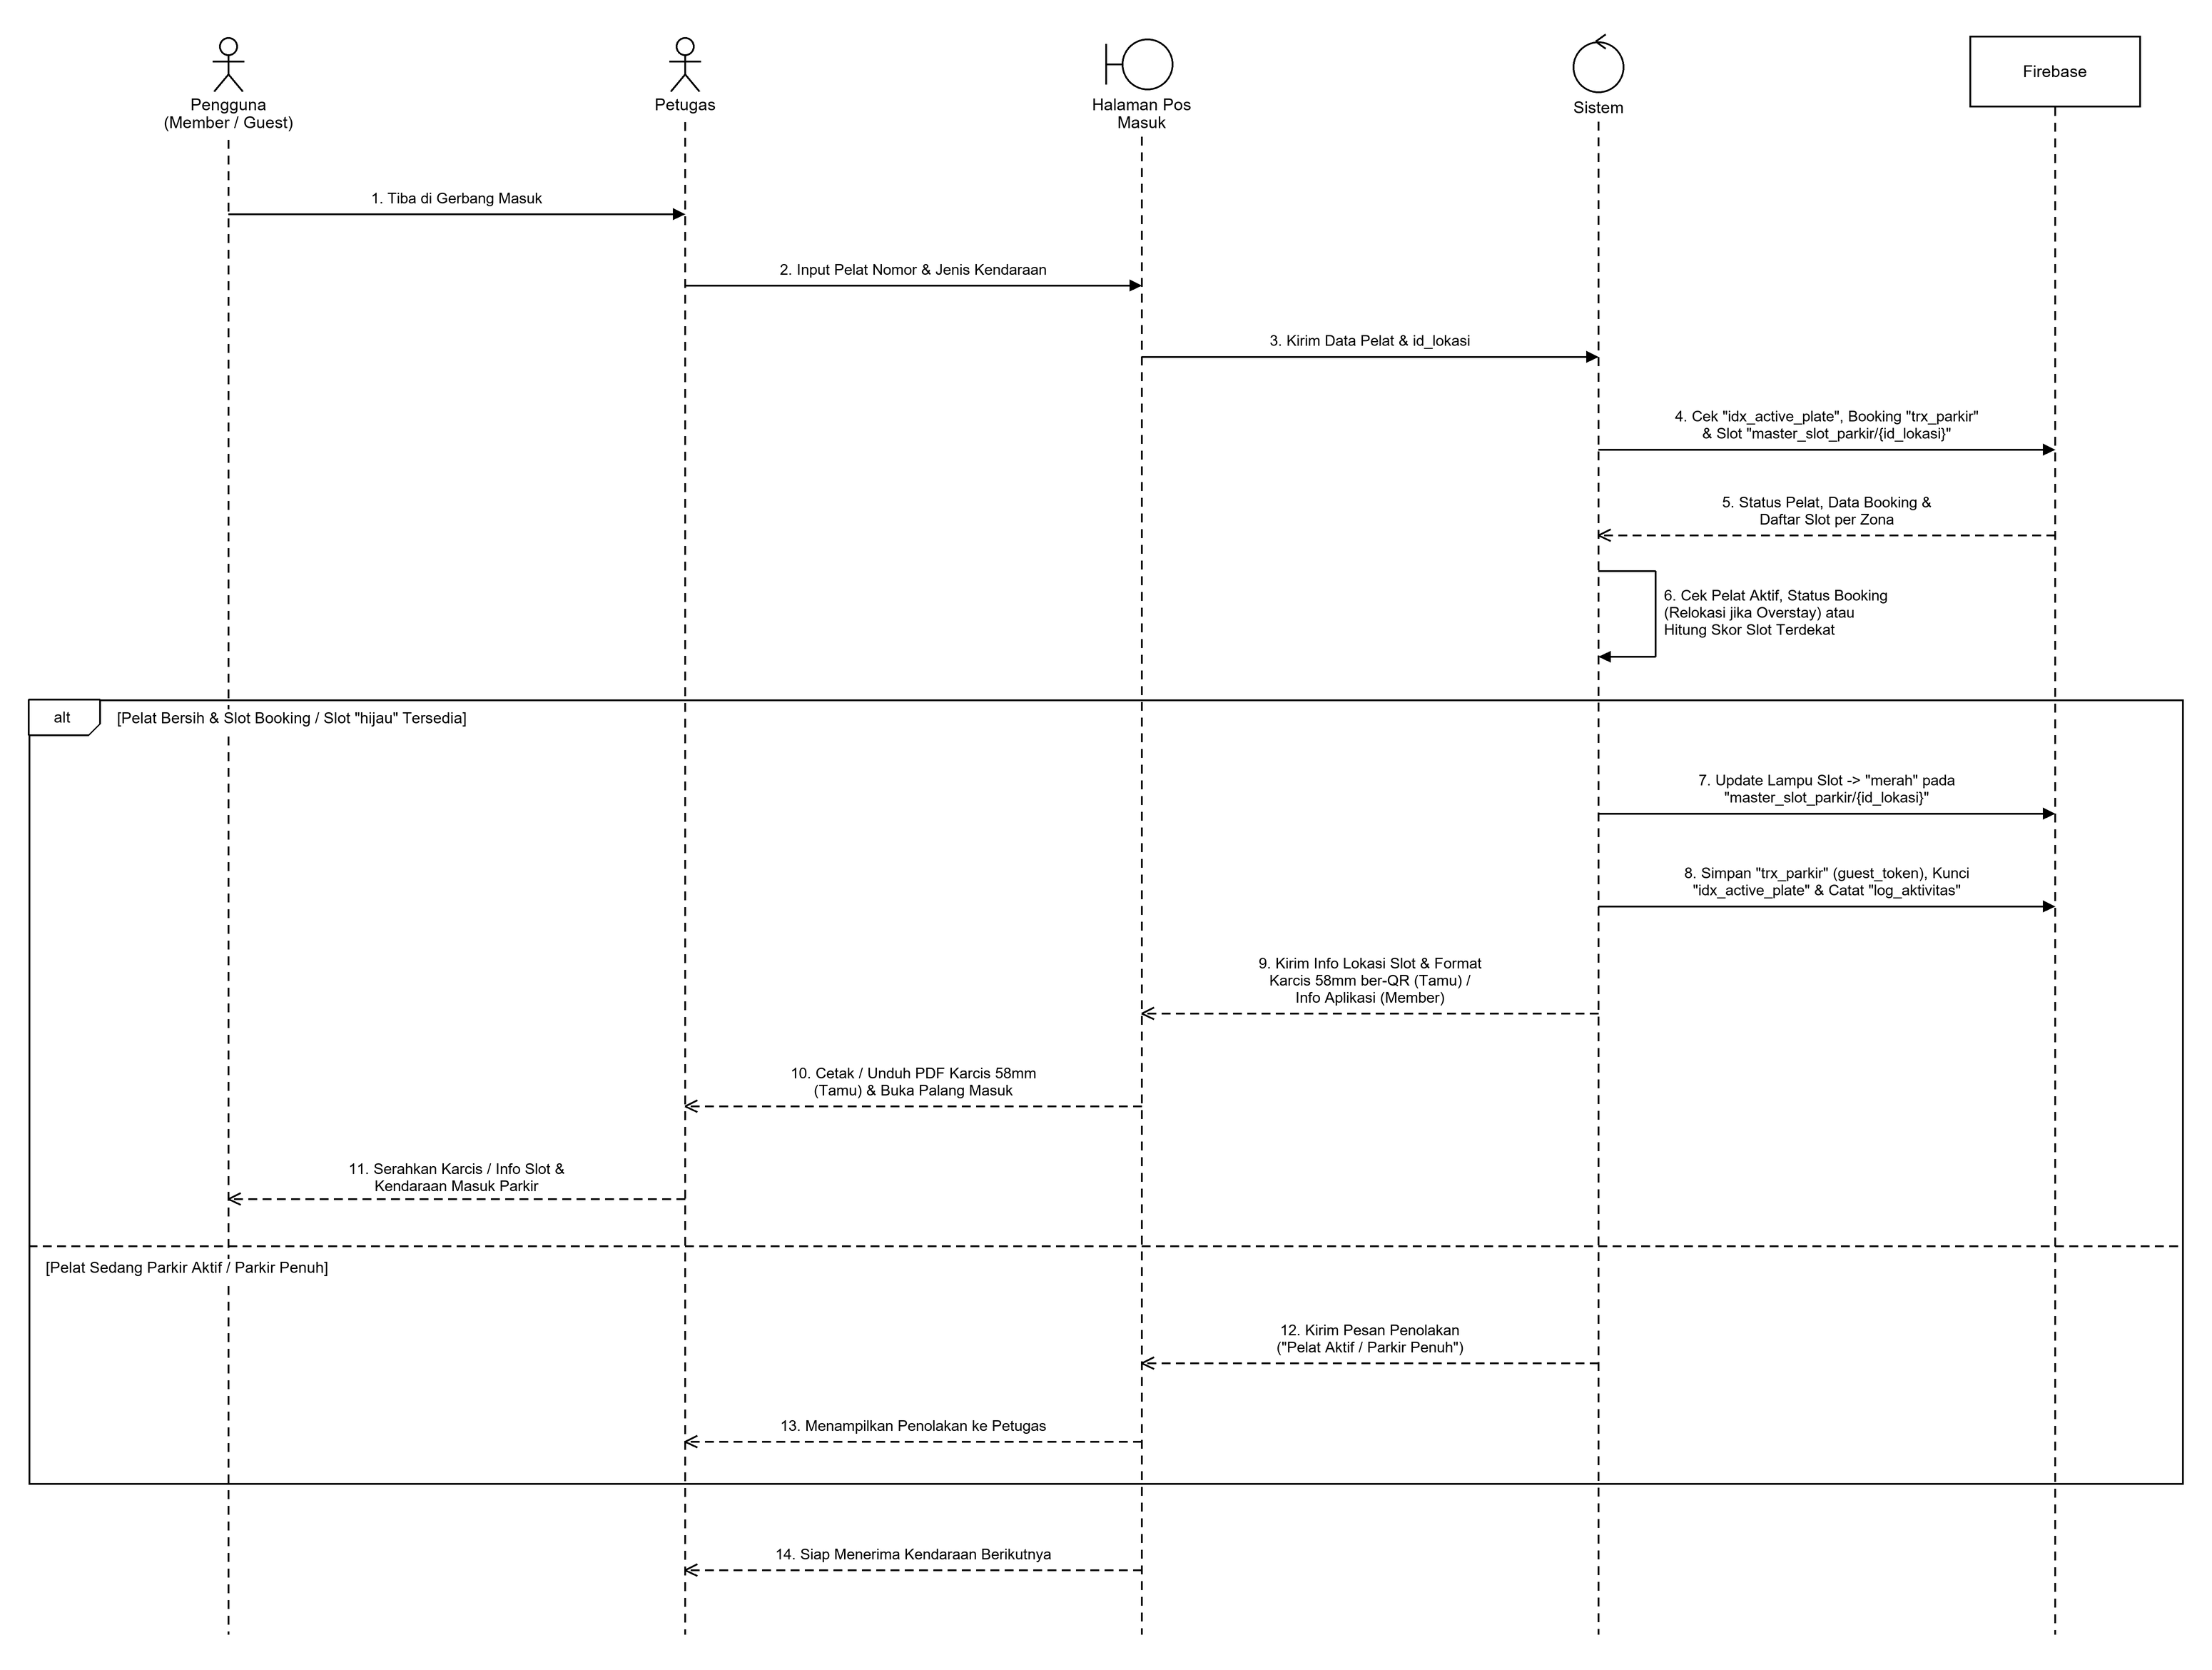 Pengguna
(Member / Guest)
Petugas
Halaman Pos
Masuk
Sistem
Firebase
1. Tiba di Gerbang Masuk
2. Input Pelat Nomor & Jenis Kendaraan
3. Kirim Data Pelat & id_lokasi
4. Cek "idx_active_plate", Booking "trx_parkir"
& Slot "master_slot_parkir/{id_lokasi}"
5. Status Pelat, Data Booking &
Daftar Slot per Zona
6. Cek Pelat Aktif, Status Booking
(Relokasi jika Overstay) atau
Hitung Skor Slot Terdekat
alt
[Pelat Bersih & Slot Booking / Slot "hijau" Tersedia]
7. Update Lampu Slot -> "merah" pada
"master_slot_parkir/{id_lokasi}"
8. Simpan "trx_parkir" (guest_token), Kunci
"idx_active_plate" & Catat "log_aktivitas"
9. Kirim Info Lokasi Slot & Format
Karcis 58mm ber-QR (Tamu) /
Info Aplikasi (Member)
10. Cetak / Unduh PDF Karcis 58mm
(Tamu) & Buka Palang Masuk
11. Serahkan Karcis / Info Slot &
Kendaraan Masuk Parkir
[Pelat Sedang Parkir Aktif / Parkir Penuh]
12. Kirim Pesan Penolakan
("Pelat Aktif / Parkir Penuh")
13. Menampilkan Penolakan ke Petugas
14. Siap Menerima Kendaraan Berikutnya